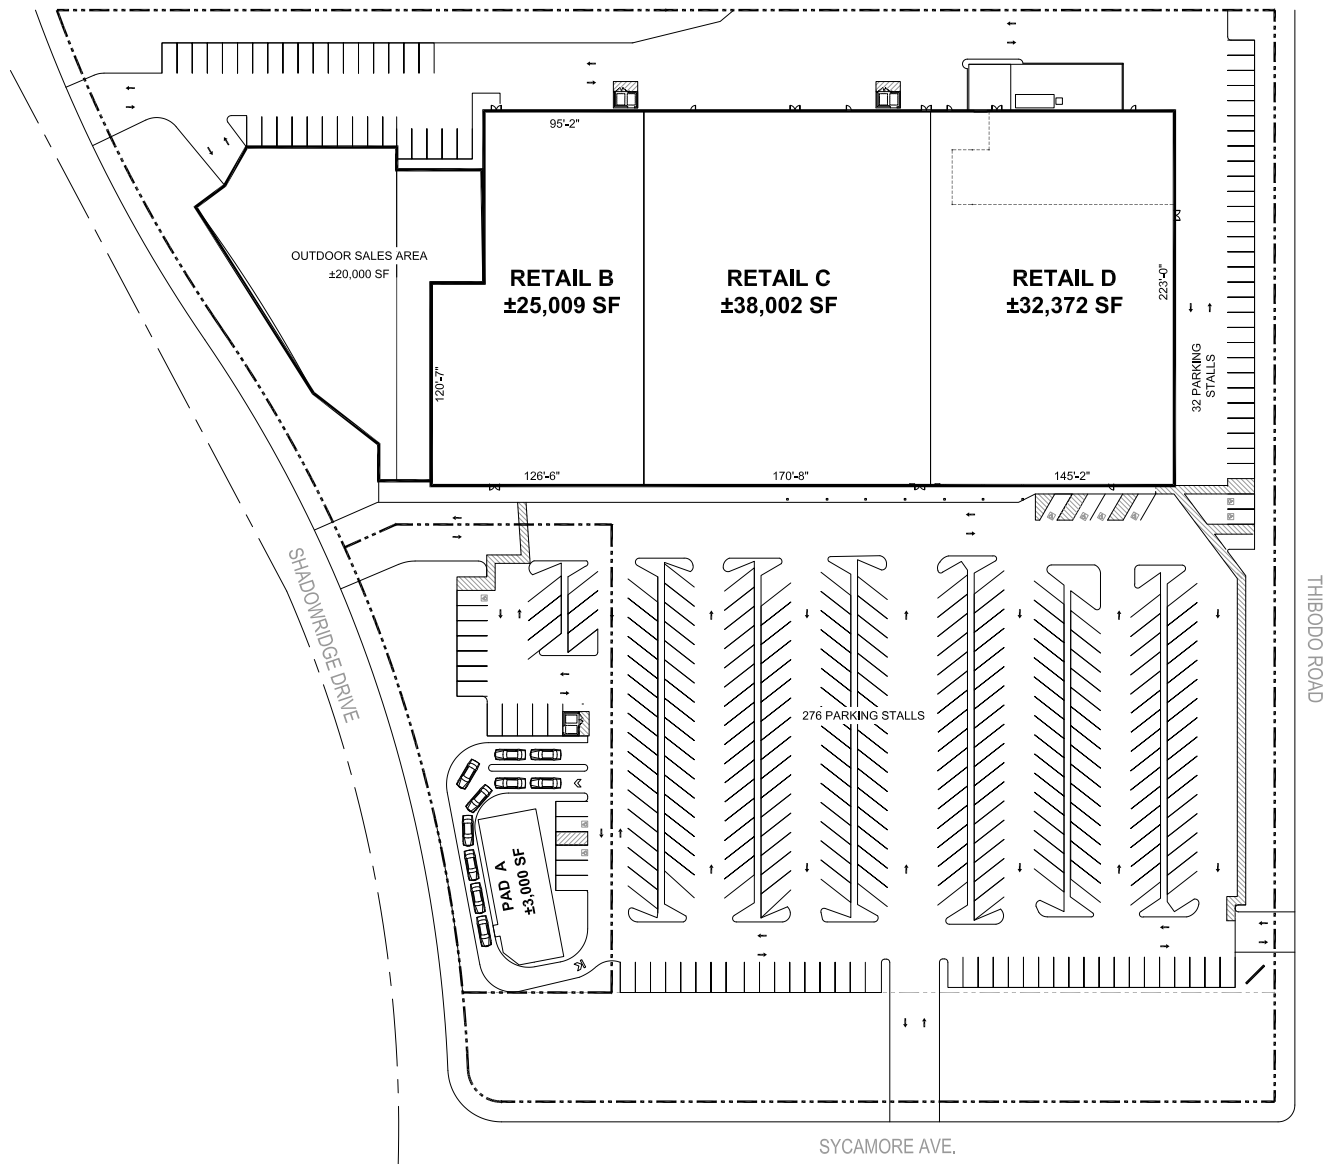 95'-2"
OUTDOOR SALES AREA
±20,000 SF
RETAIL B
±25,009 SF
RETAIL C
±38,002 SF
RETAIL D
±32,372 SF
223'-0"
120'-7"
32 PARKING
STALLS
126'-6"
170'-8"
145'-2"
SHADOWRIDGE DRIVE
THIBODO ROAD
276 PARKING STALLS
PAD A
±3,000 SF
SYCAMORE AVE.